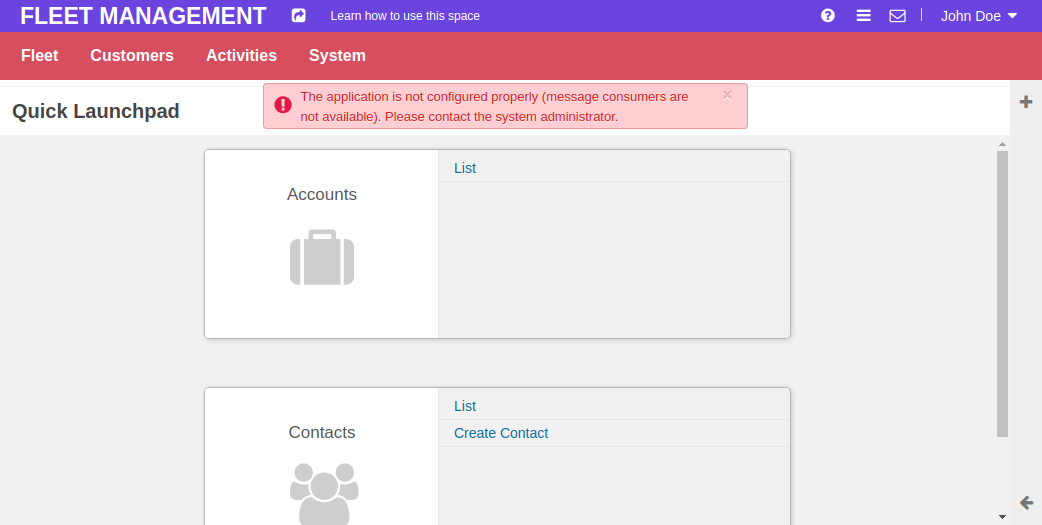 FLEET MANAGEMENT Learn how to use this space John Doe
Fleet Customers Activities System
The application is not configured properly (message consumers are
not available). Please contact the system administrator.
×
Quick Launchpad
Accounts
List
Contacts
List
Create Contact